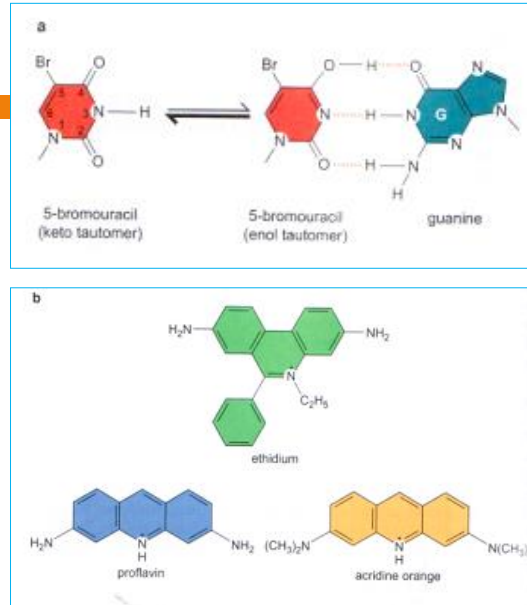 a
Br
O
O
H
O
N
5
4
6
3
N
H
1
2
N
O
Br
N
H
N
G
N
N
O
H
N
N
H
5-bromouracil
(keto tautomer)
5-bromouracil
(enol tautomer)
guanine
b
H₂N
NH₂
N⁺
C₂H₅
ethidium
H₂N
N⁺
H
NH₂
proflavin
(CH₃)₂N
N⁺
H
N(CH₃)
acridine orange